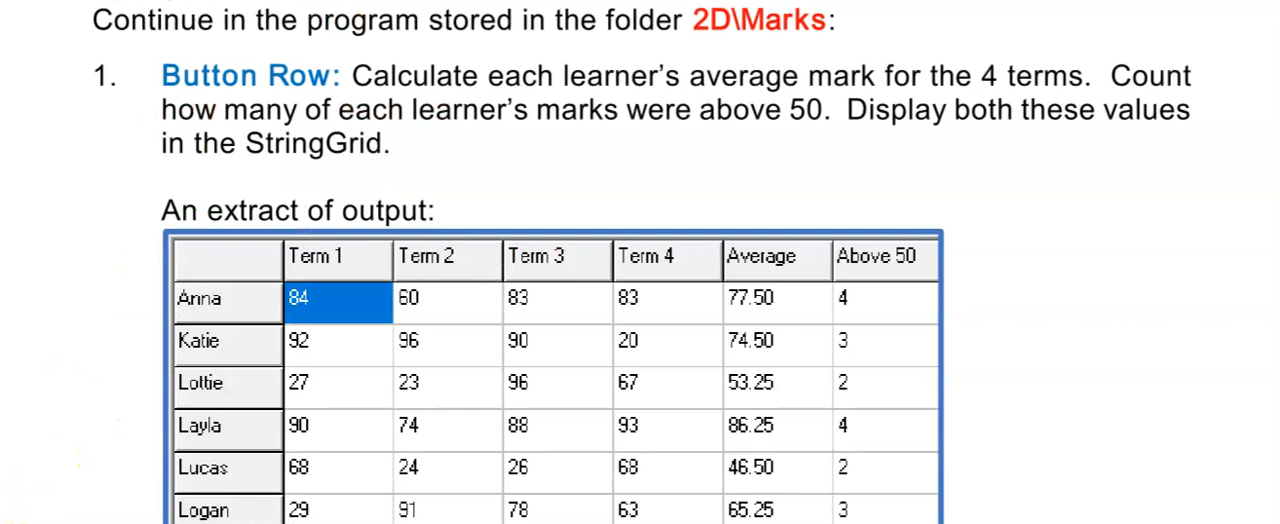 Continue in the program stored in the folder 2D\Marks:
1. Button Row: Calculate each learner's average mark for the 4 terms. Count
how many of each learner's marks were above 50. Display both these values
in the StringGrid.
An extract of output:
Term 1 Term 2 Term 3 Term 4 Average Above 50
Anna 84 60 83 83 77.50 4
Katie 92 96 90 20 74.50 3
Lottie 27 23 96 67 53.25 2
Layla 90 74 88 93 86.25 4
Lucas 68 24 26 68 46.50 2
Logan 29 91 78 63 65.25 3